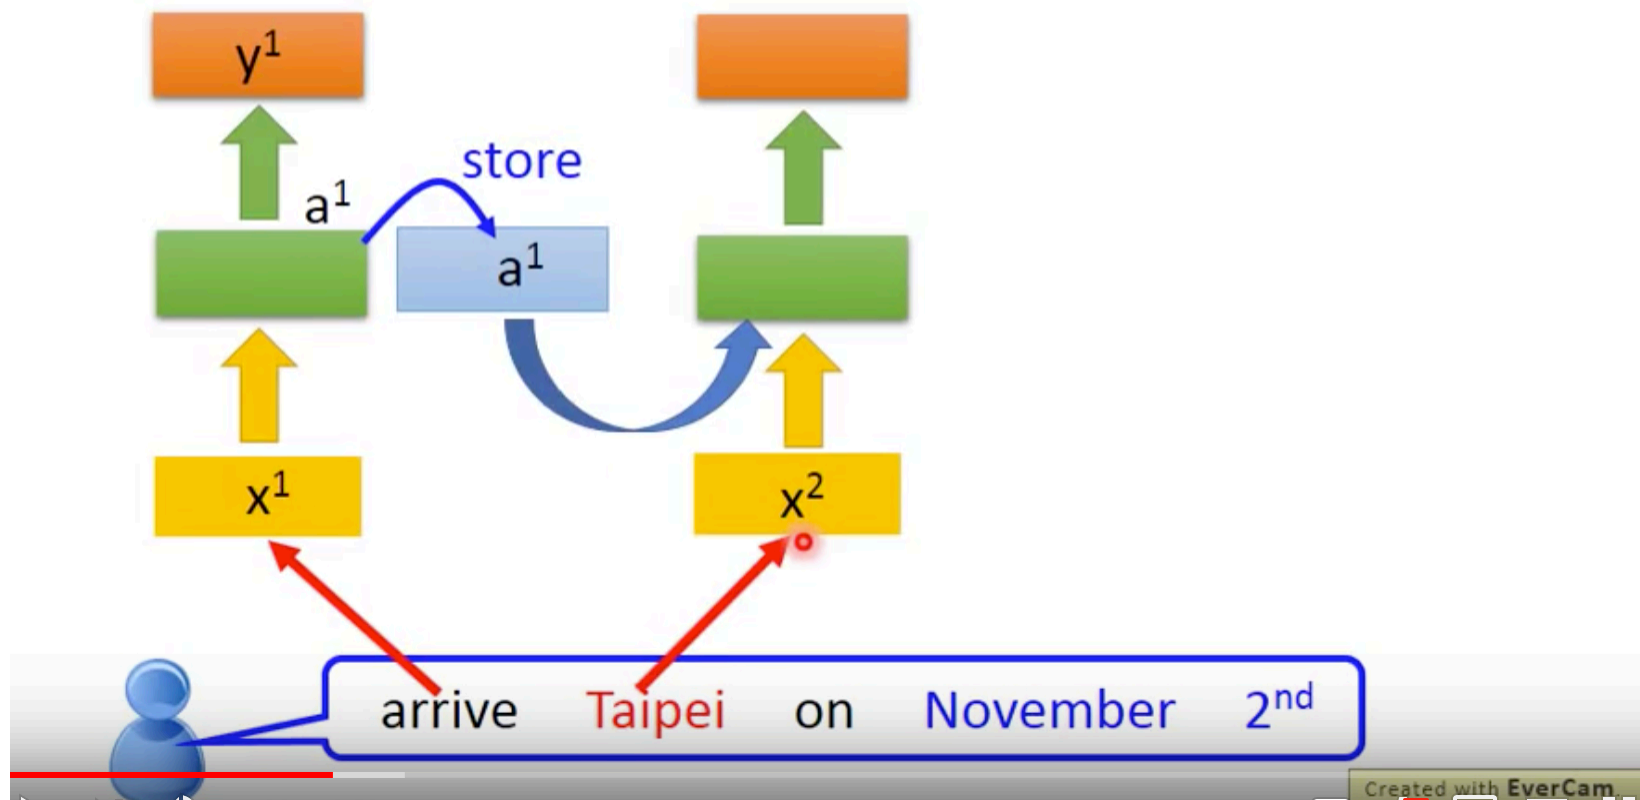 y¹
store
a¹
a¹
x¹
x²
arrive Taipei on November 2ⁿᵈ
Created with EverCam